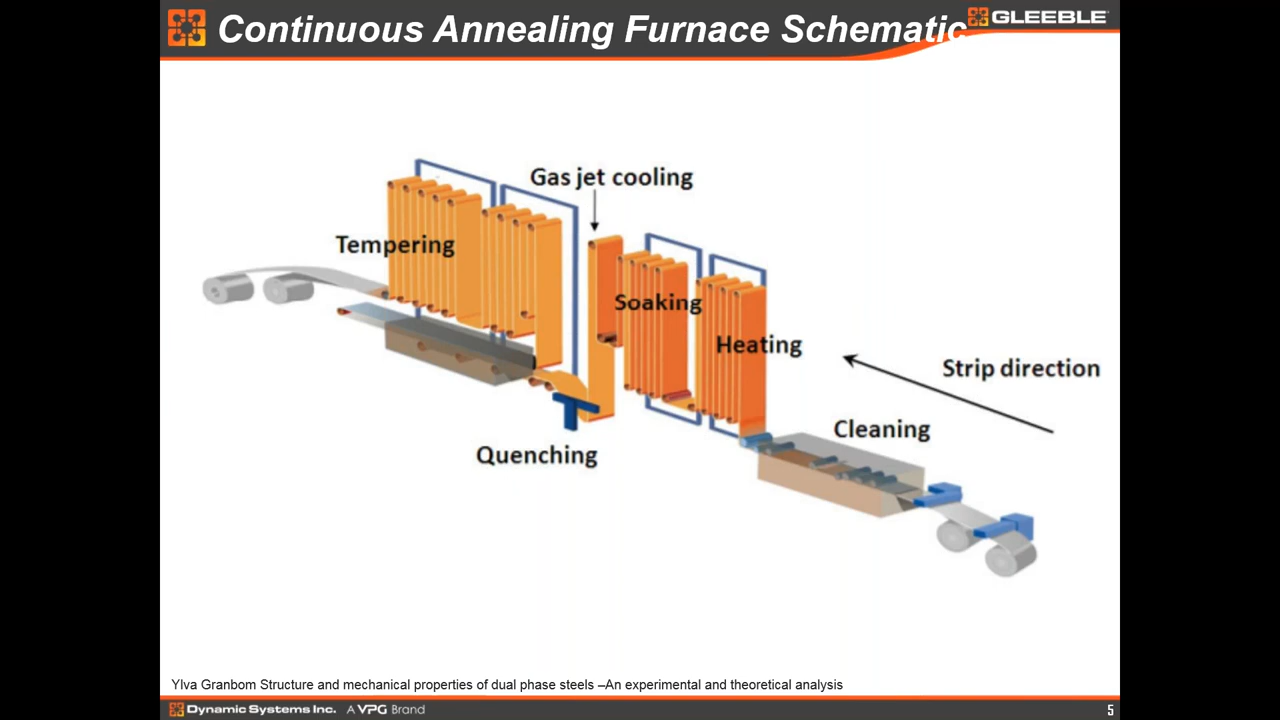 Continuous Annealing Furnace Schematic
GLEEBLE
Gas jet cooling
Tempering
Soaking
Heating
Strip direction
Cleaning
Quenching
Ylva Granbom Structure and mechanical properties of dual phase steels –An experimental and theoretical analysis
Dynamic Systems Inc. A VPG Brand
5